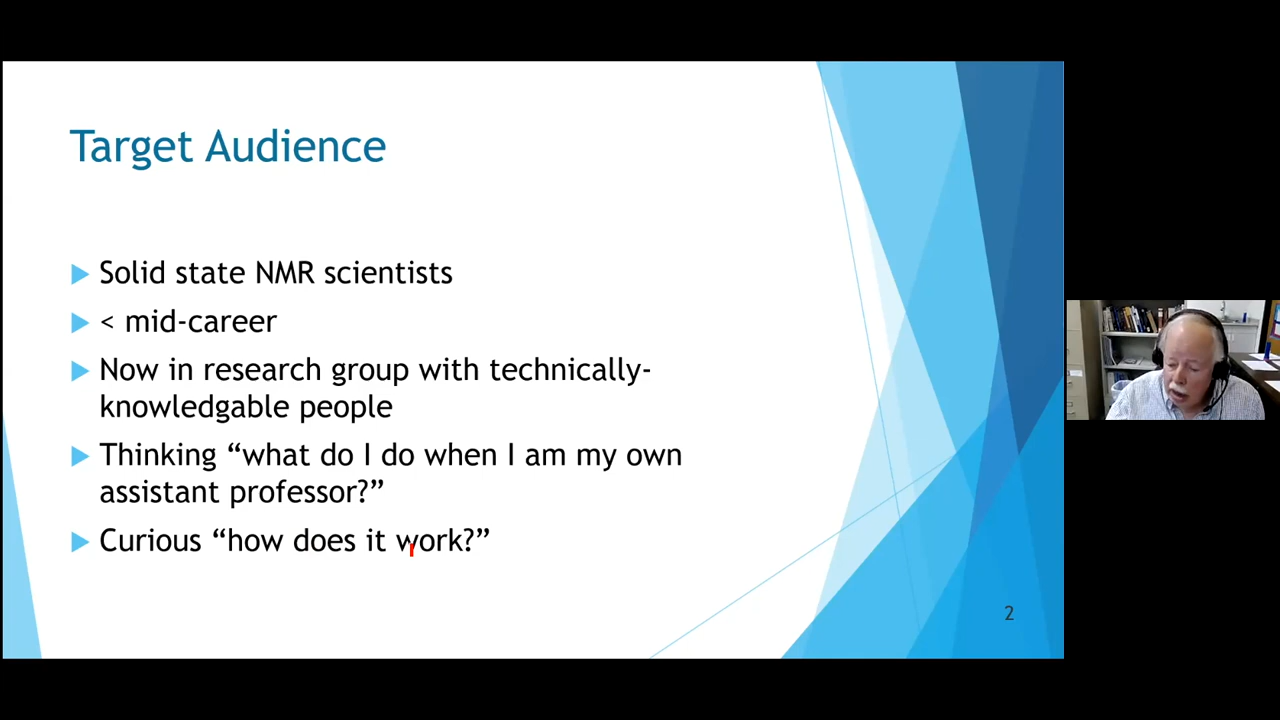 Target Audience
Solid state NMR scientists
< mid-career
Now in research group with technically-
knowledgable people
Thinking “what do I do when I am my own
assistant professor?”
Curious “how does it work?”
2